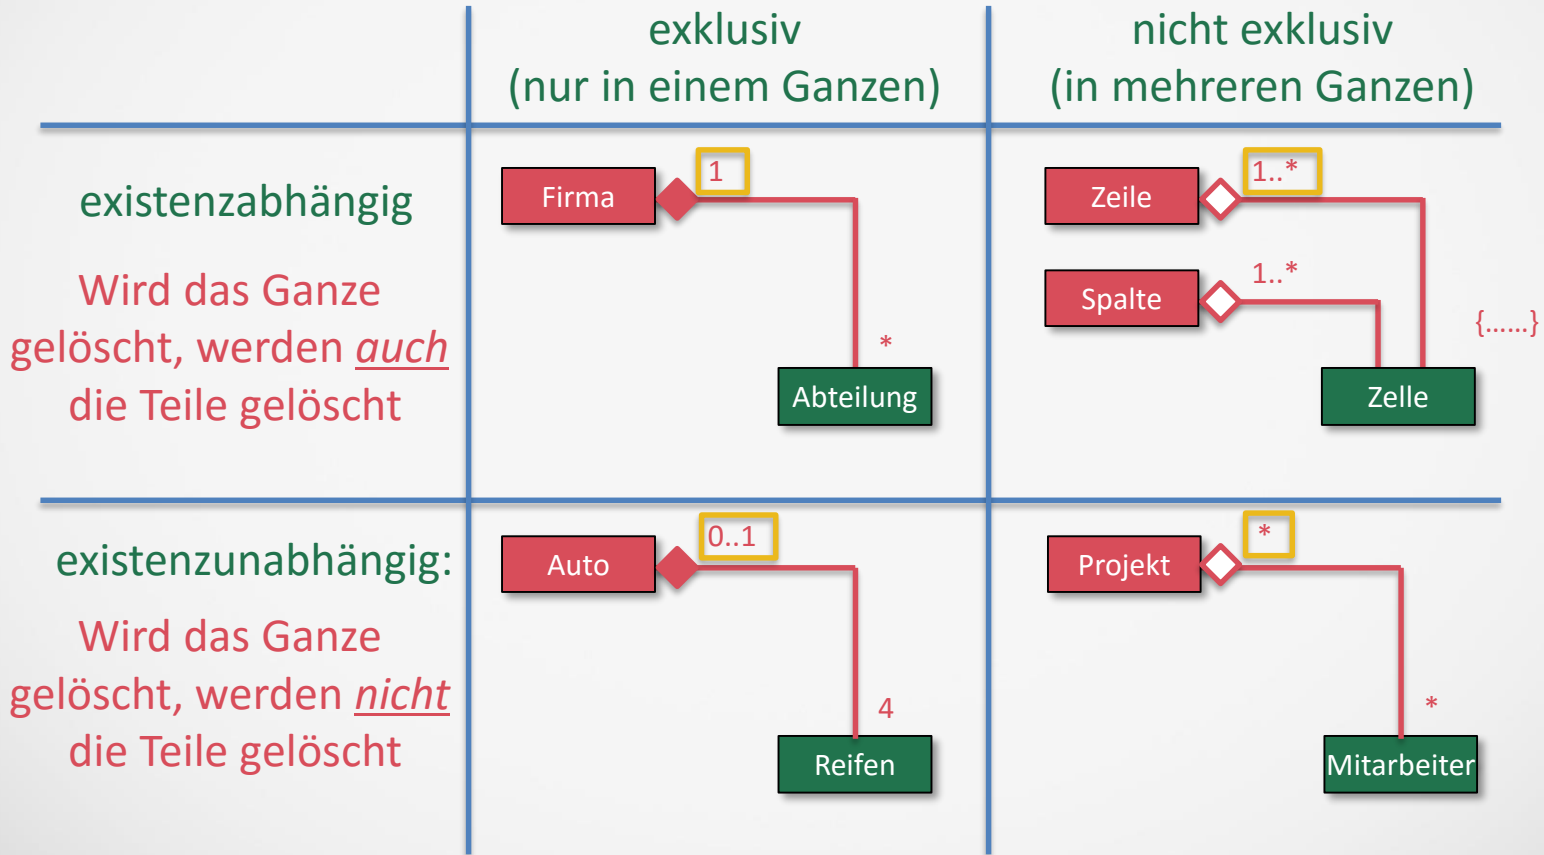 exklusiv
(nur in einem Ganzen)
nicht exklusiv
(in mehreren Ganzen)
existenzabhängig
Wird das Ganze
gelöscht, werden auch
die Teile gelöscht
Firma
1
*
Abteilung
Zeile
1..*
Spalte
1..*
{......}
Zelle
existenzunabhängig:
Wird das Ganze
gelöscht, werden nicht
die Teile gelöscht
Auto
0..1
4
Reifen
Projekt
*
*
Mitarbeiter